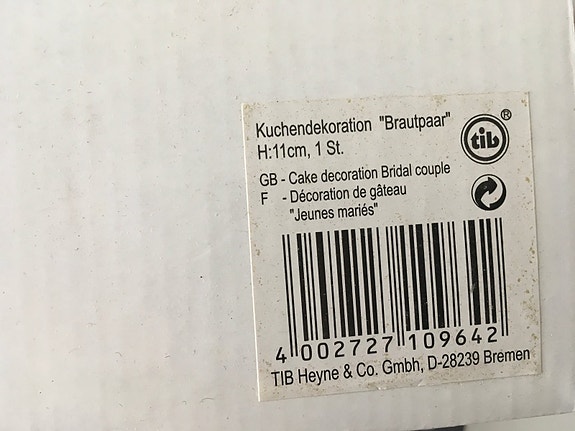 Kuchendekoration "Brautpaar"
H:11cm, 1 St.
tib ®
GB - Cake decoration Bridal couple
F - Décoration de gâteau
"Jeunes mariés"
4 002727 109642
TIB Heyne & Co. Gmbh, D-28239 Bremen